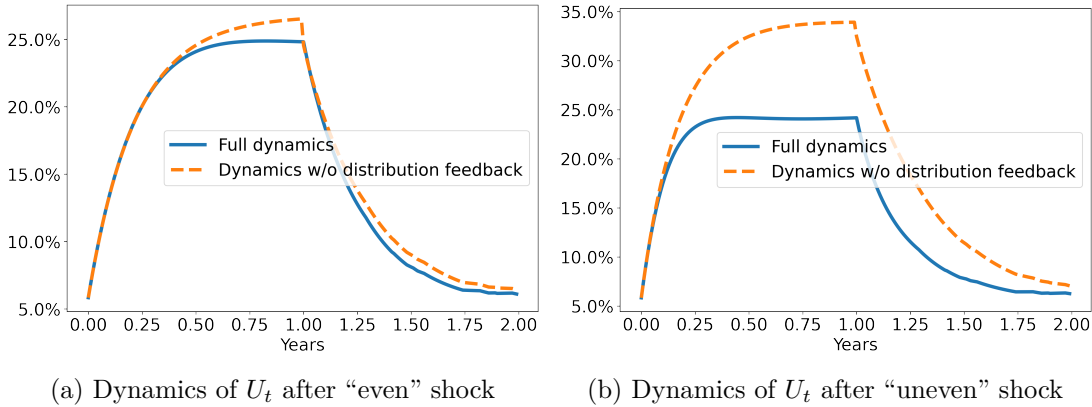 25.0%
20.0%
15.0%
10.0%
5.0%
0.00 0.25 0.50 0.75 1.00 1.25 1.50 1.75 2.00
Years
Full dynamics
Dynamics w/o distribution feedback
(a) Dynamics of U_t after “even” shock
35.0%
30.0%
25.0%
20.0%
15.0%
10.0%
5.0%
0.00 0.25 0.50 0.75 1.00 1.25 1.50 1.75 2.00
Years
Full dynamics
Dynamics w/o distribution feedback
(b) Dynamics of U_t after “uneven” shock